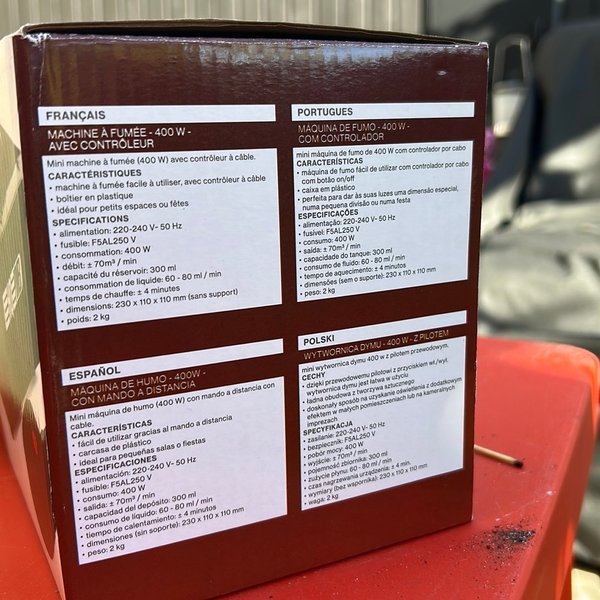 FRANÇAIS
MACHINE À FUMÉE - 400 W -
AVEC CONTRÔLEUR
Mini machine à fumée (400 W) avec contrôleur à câble.
CARACTÉRISTIQUES
• machine à fumée facile à utiliser, avec contrôleur à câble
• boîtier en plastique
• idéal pour petits espaces ou fêtes
SPECIFICATIONS
• alimentation: 220-240 V- 50 Hz
• fusible: F5AL250 V
• consommation: 400 W
• débit: ± 70m³ / min
• capacité du réservoir: 300 ml
• consommation de liquide: 60 - 80 ml / min
• temps de chauffe: ± 4 minutes
• dimensions: 230 x 110 x 110 mm (sans support)
• poids: 2 kg
PORTUGUES
MÁQUINA DE FUMO - 400 W -
COM CONTROLADOR
mini máquina de fumo de 400 W com controlador por cabo
CARACTERÍSTICAS
• máquina de fumo fácil de utilizar com controlador por cabo
com botão on/off
• caixa em plástico
• perfeita para dar às suas luzes uma dimensão especial,
numa pequena divisão ou numa festa
ESPECIFICAÇÕES
• alimentação: 220-240 V- 50 Hz
• fusível: F5AL250 V
• consumo: 400 W
• saída: ± 70m³ / min
• capacidade do tanque: 300 ml
• consumo de fluido: 60 - 80 ml / min
• tempo de aquecimento: ± 4 minutos
• dimensões (sem o suporte): 230 x 110 x 110 mm
• peso: 2 kg
ESPAÑOL
MÁQUINA DE HUMO - 400W -
CON MANDO A DISTANCIA
Mini máquina de humo (400 W) con mando a distancia con
cable.
CARACTERÍSTICAS
• fácil de utilizar gracias al mando a distancia
• carcasa de plástico
• ideal para pequeñas salas o fiestas
ESPECIFICACIONES
• alimentación: 220-240 V - 50 Hz
• fusible: F5AL250 V
• consumo: 400 W
• salida: ± 70m³ / min
• capacidad del depósito: 300 ml
• consumo de líquido: 60 - 80 ml / min
• tiempo de calentamiento: ± 4 minutos
• dimensiones (sin soporte): 230 x 110 x 110 mm
• peso: 2 kg
POLSKI
WYTWORNICA DYMU - 400 W - Z PILOTEM
mini wytwornica dymu 400 w z pilotem przewodowym.
CECHY
• dzięki przewodowemu pilotowi z przyciskiem wł./wył.
wytwornica dymu jest łatwa w użyciu
• ładna obudowa z tworzywa sztucznego
• doskonały sposób na uzyskanie oświetlenia z dodatkowym
efektem w małych pomieszczeniach lub na kameralnych
imprezach
SPECYFIKACJA
• zasilanie: 220-240 V- 50 Hz
• bezpiecznik: F5AL250 V
• pobór mocy: 400 W
• wyjście: ± 70m³ / min
• pojemność zbiornika: 300 ml
• zużycie płynu: 60 - 80 ml / min
• czas nagrzewania urządzenia: ± 4 min.
• wymiary (bez wspornika): 230 x 110 x 110 mm
• waga: 2 kg